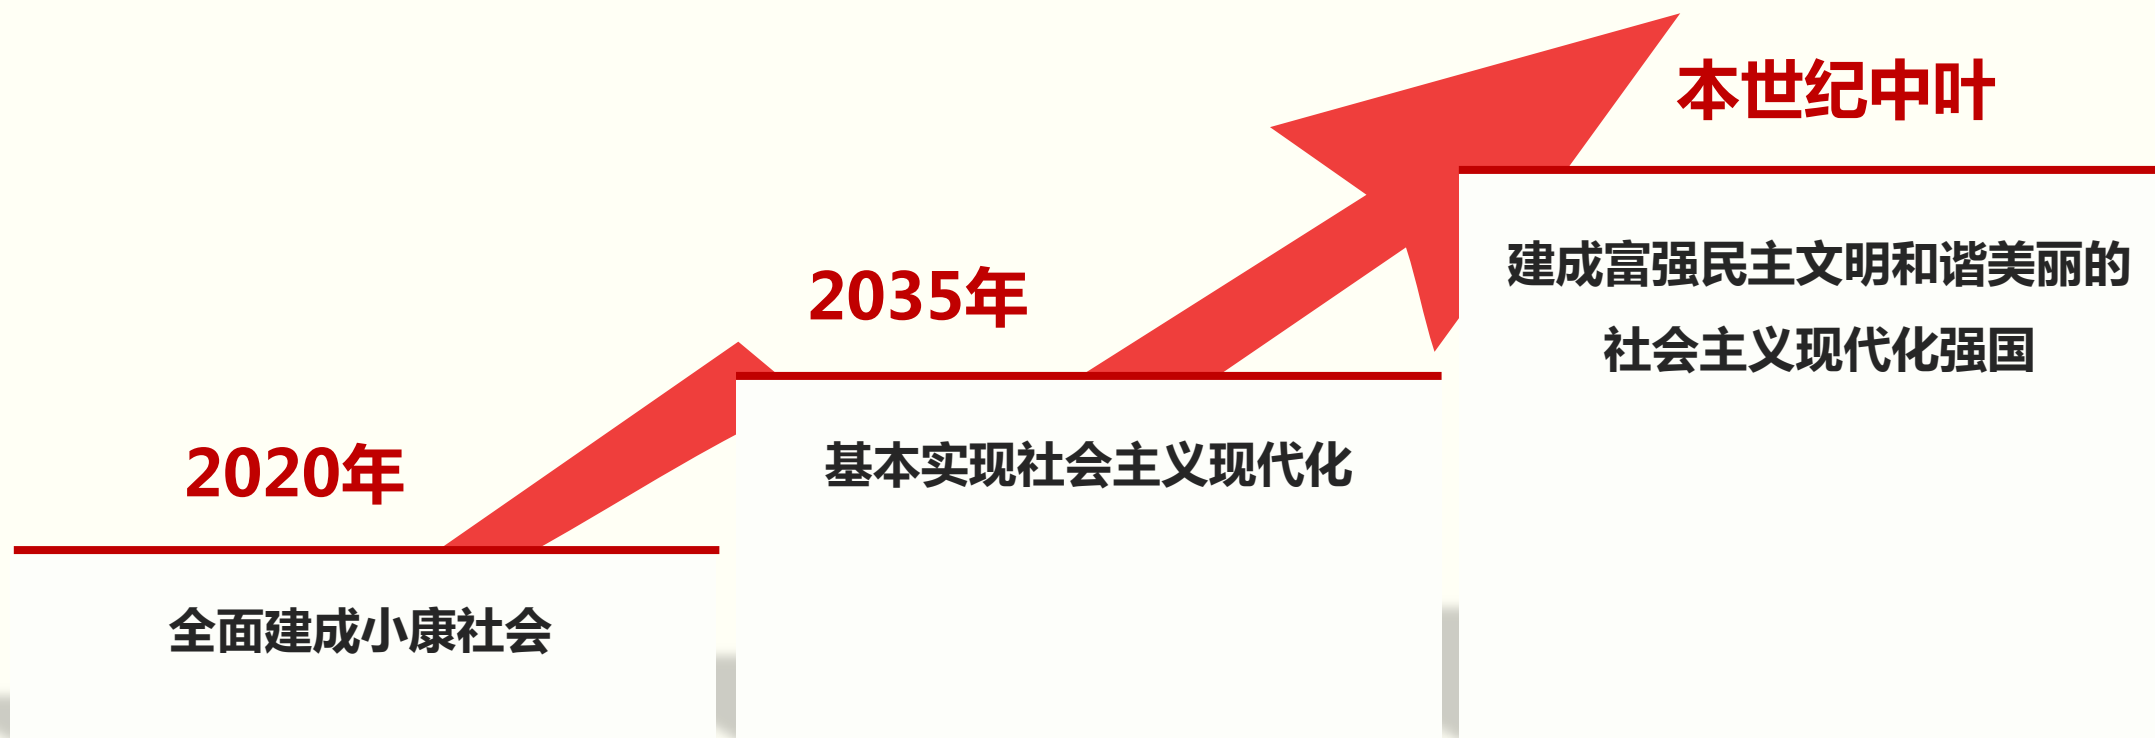 2020年
全面建成小康社会
2035年
基本实现社会主义现代化
本世纪中叶
建成富强民主文明和谐美丽的
社会主义现代化强国